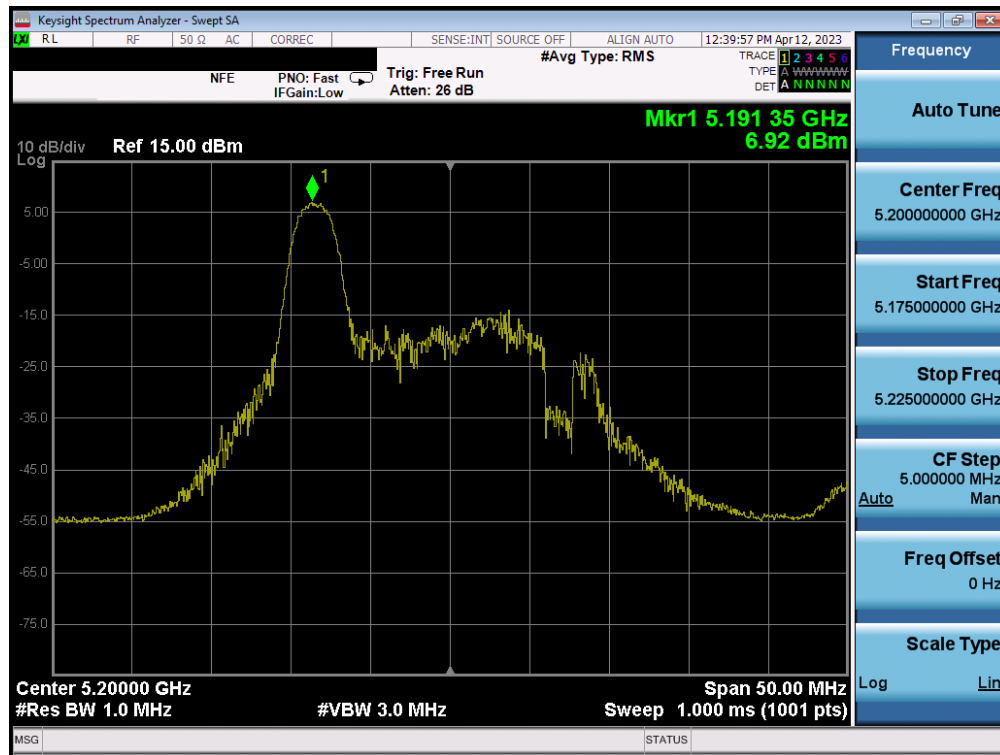 Keysight Spectrum Analyzer - Swept SA
LXI RL RF 50 Ω AC CORREC SENSE:INT SOURCE OFF ALIGN AUTO 12:39:57 PM Apr 12, 2023
NFE
PNO: Fast
IFGain:Low
Trig: Free Run
Atten: 26 dB
#Avg Type: RMS
TRACE 1 2 3 4 5 6
TYPE A WWWWWW
DET A N N N N N
Mkr1 5.191 35 GHz
6.92 dBm
10 dB/div
Log
Ref 15.00 dBm
1
5.00
-5.00
-15.0
-25.0
-35.0
-45.0
-55.0
-65.0
-75.0
Center 5.20000 GHz
Span 50.00 MHz
#Res BW 1.0 MHz
#VBW 3.0 MHz
Sweep 1.000 ms (1001 pts)
MSG
STATUS
Frequency
Auto Tune
Center Freq
5.200000000 GHz
Start Freq
5.175000000 GHz
Stop Freq
5.225000000 GHz
CF Step
5.000000 MHz
Auto Man
Freq Offset
0 Hz
Scale Type
Log Lin